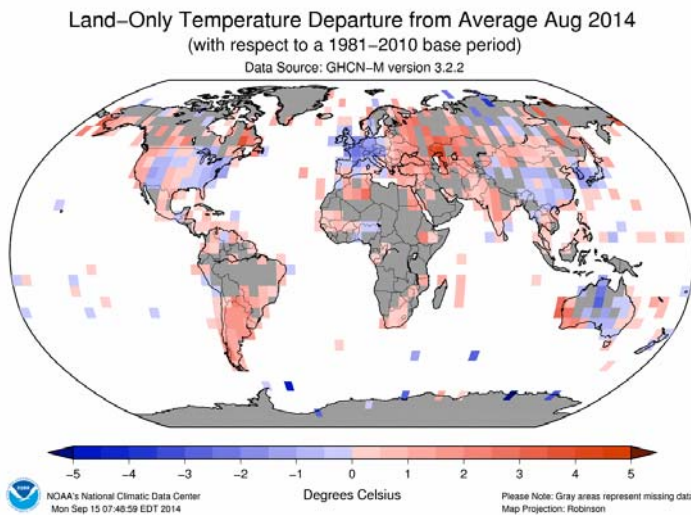 Land-Only Temperature Departure from Average Aug 2014
(with respect to a 1981-2010 base period)
Data Source: GHCN-M version 3.2.2
-5 -4 -3 -2 -1 0 1 2 3 4 5
Degrees Celsius
NOAA's National Climatic Data Center
Mon Sep 15 07:48:59 EDT 2014
Please Note: Gray areas represent missing data
Map Projection: Robinson